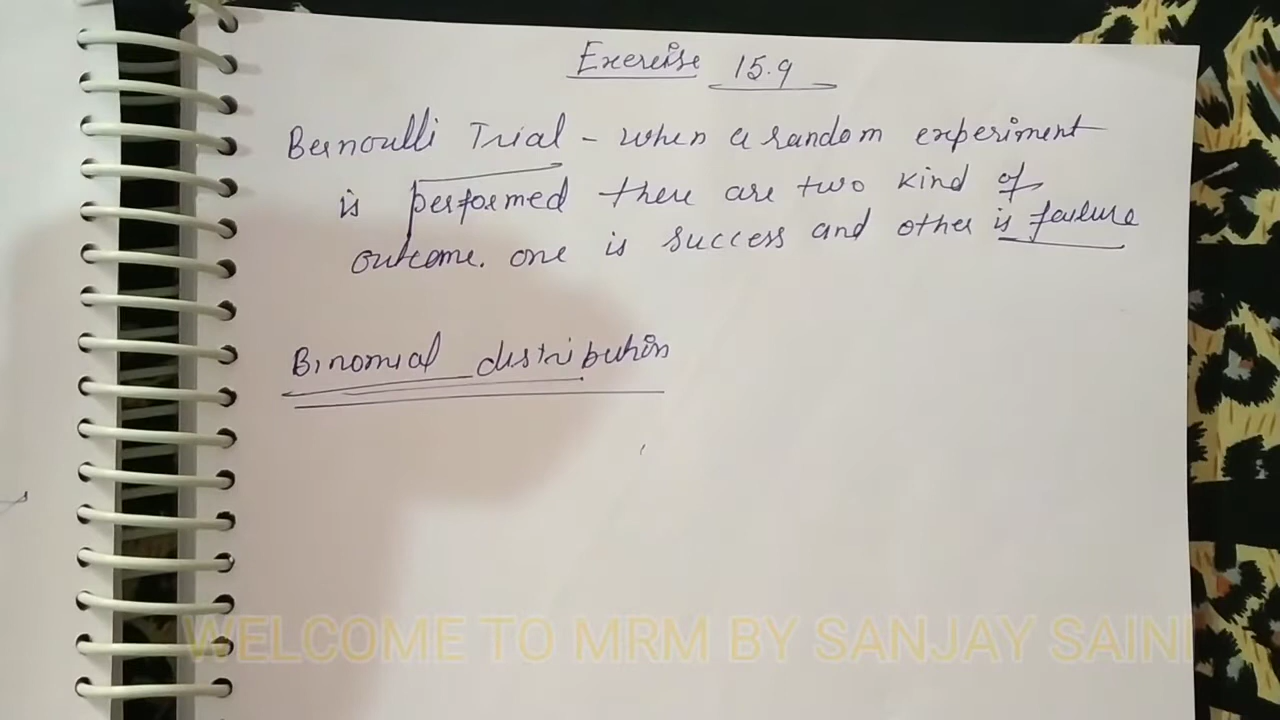 Exercise 15.9
Bernoulli Trial - when a random experiment
is performed there are two kind of
outcome. one is success and other is failure
Binomial distribution
WELCOME TO MRM BY SANJAY SAINI